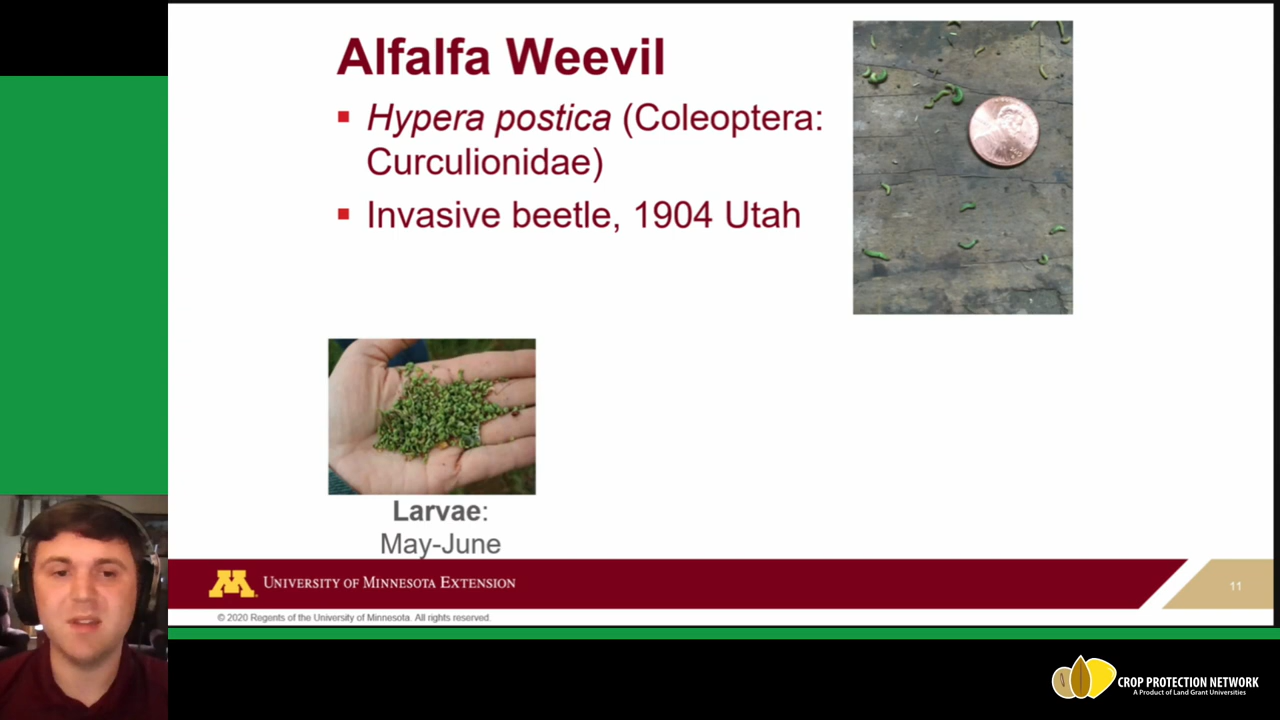 Alfalfa Weevil
▪ Hypera postica (Coleoptera:
Curculionidae)
▪ Invasive beetle, 1904 Utah
Larvae:
May-June
M UNIVERSITY OF MINNESOTA EXTENSION
11
© 2020 Regents of the University of Minnesota. All rights reserved.
CROP PROTECTION NETWORK
A Product of Land Grant Universities